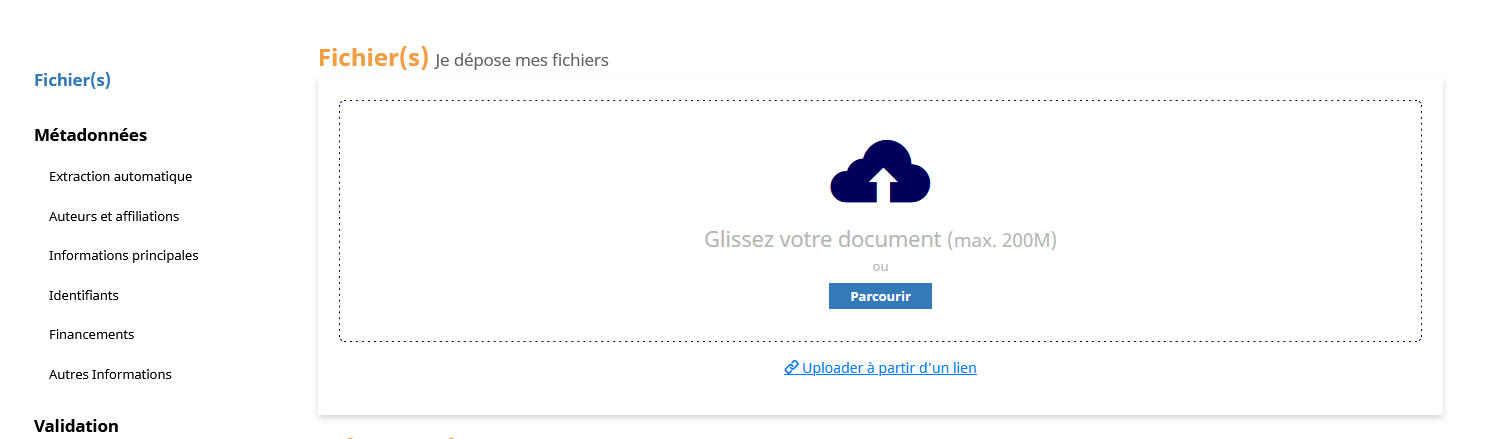 Fichier(s)
Métadonnées
Extraction automatique
Auteurs et affiliations
Informations principales
Identifiants
Financements
Autres Informations
Validation
Fichier(s) Je dépose mes fichiers
Glissez votre document (max. 200M)
ou
Parcourir
Uploader à partir d'un lien